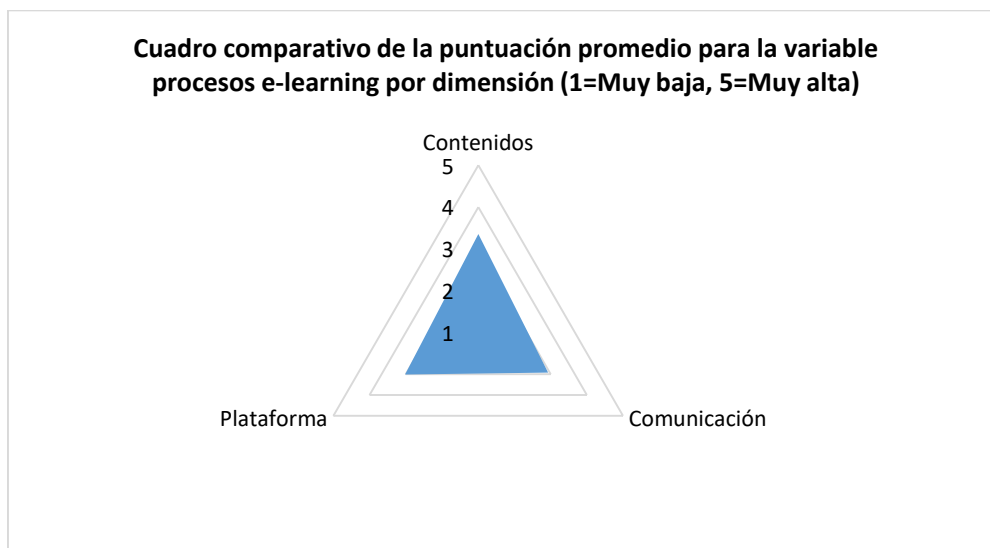 Cuadro comparativo de la puntuación promedio para la variable
procesos e-learning por dimensión (1=Muy baja, 5=Muy alta)
Contenidos
5
4
3
2
1
Plataforma
Comunicación